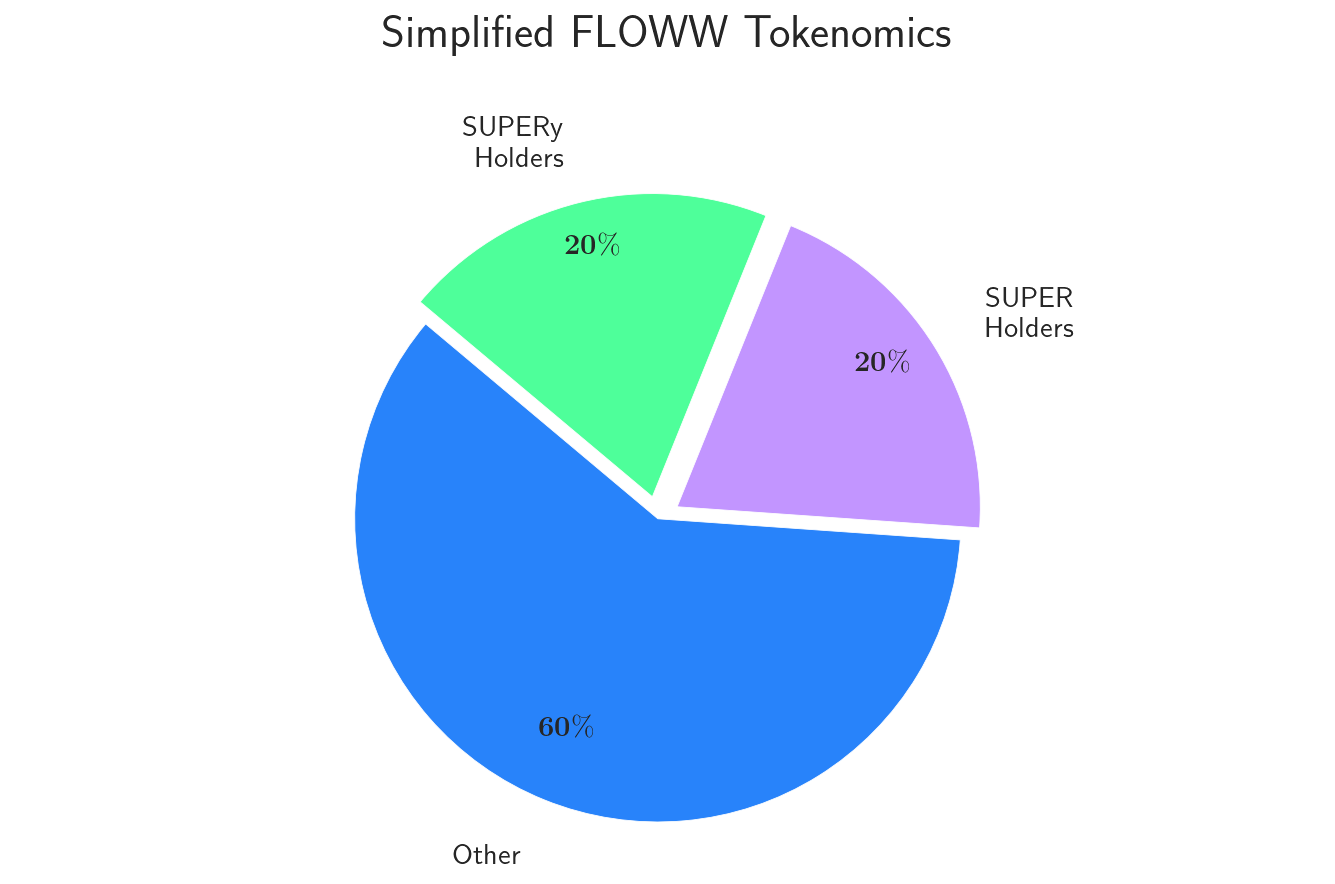 Simplified FLOWW Tokenomics
SUPERy
Holders
20%
SUPER
Holders
20%
60%
Other